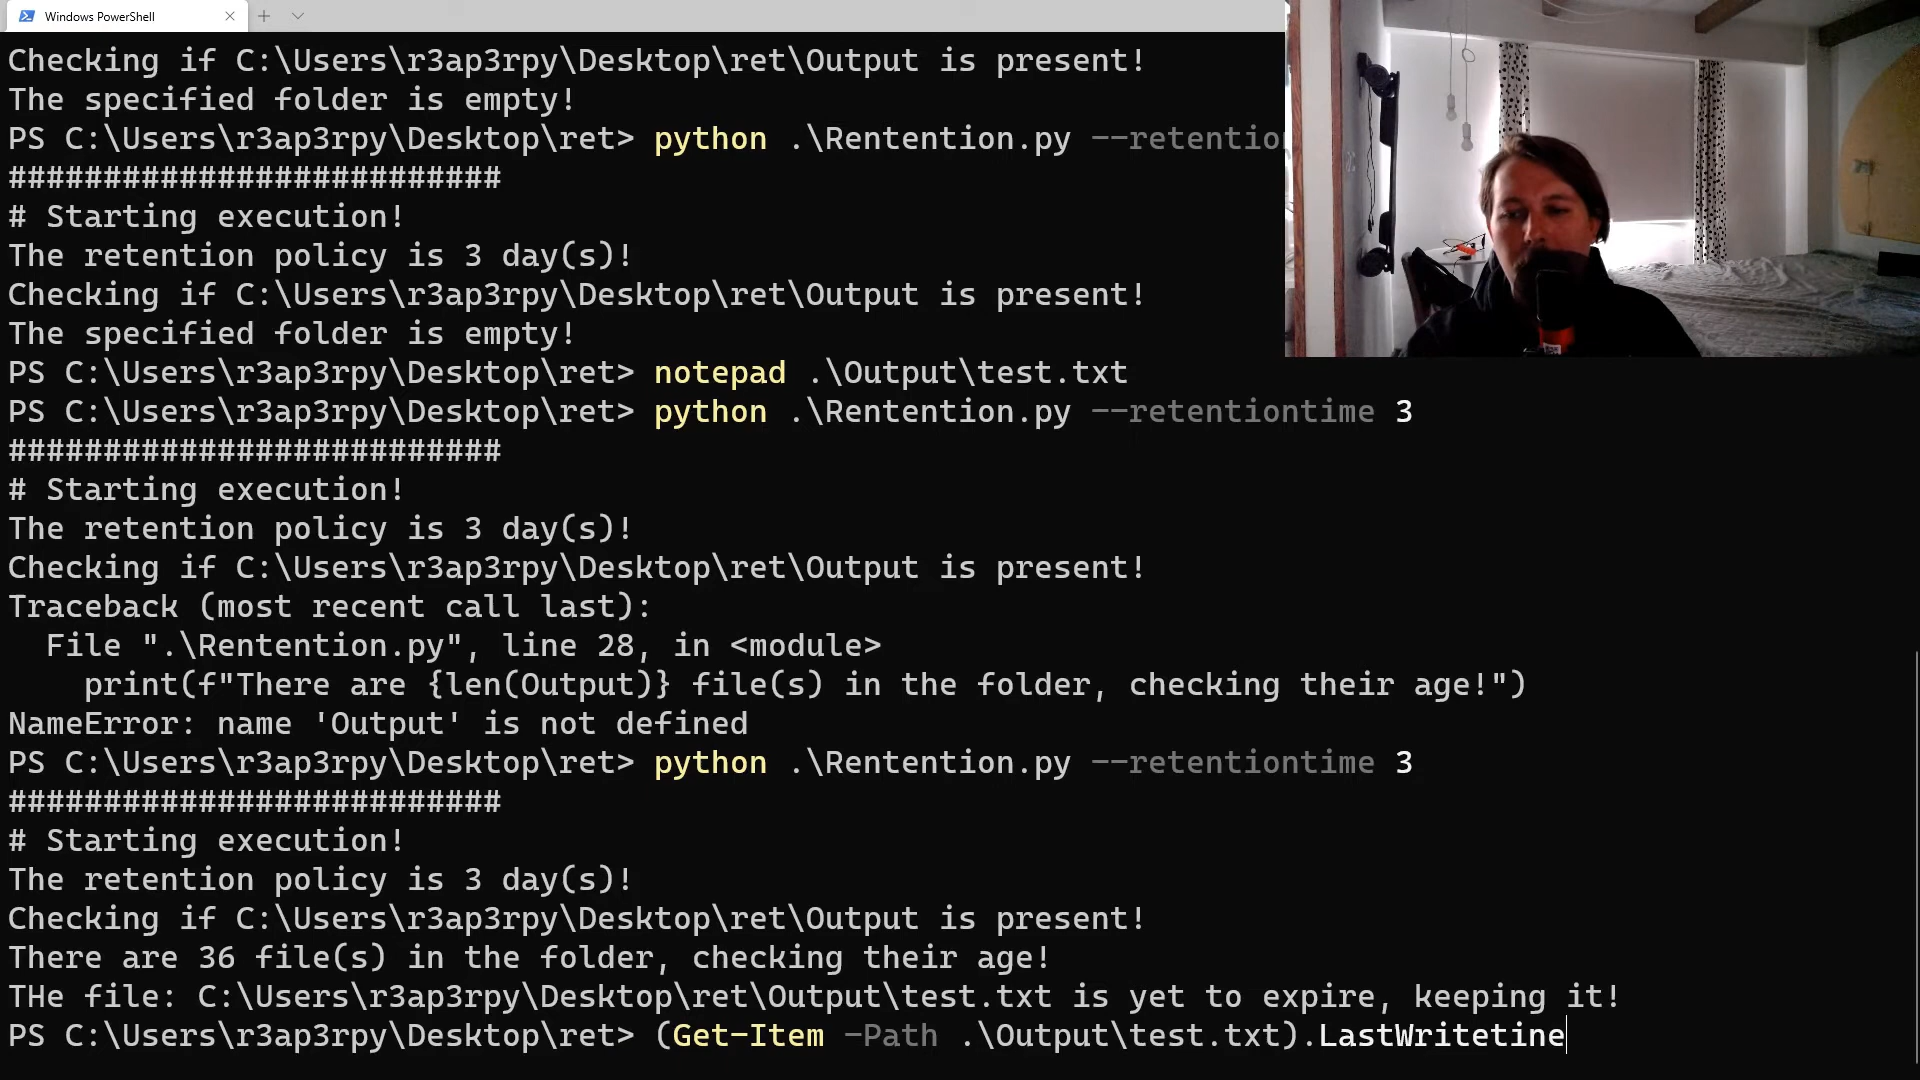 Windows PowerShell
Checking if C:\Users\r3ap3rpy\Desktop\ret\Output is present!
The specified folder is empty!
PS C:\Users\r3ap3rpy\Desktop\ret> python .\Rentention.py --retentio
##########################
# Starting execution!
The retention policy is 3 day(s)!
Checking if C:\Users\r3ap3rpy\Desktop\ret\Output is present!
The specified folder is empty!
PS C:\Users\r3ap3rpy\Desktop\ret> notepad .\Output\test.txt
PS C:\Users\r3ap3rpy\Desktop\ret> python .\Rentention.py --retentiontime 3
##########################
# Starting execution!
The retention policy is 3 day(s)!
Checking if C:\Users\r3ap3rpy\Desktop\ret\Output is present!
Traceback (most recent call last):
  File ".\Rentention.py", line 28, in <module>
    print(f"There are {len(Output)} file(s) in the folder, checking their age!")
NameError: name 'Output' is not defined
PS C:\Users\r3ap3rpy\Desktop\ret> python .\Rentention.py --retentiontime 3
##########################
# Starting execution!
The retention policy is 3 day(s)!
Checking if C:\Users\r3ap3rpy\Desktop\ret\Output is present!
There are 36 file(s) in the folder, checking their age!
THe file: C:\Users\r3ap3rpy\Desktop\ret\Output\test.txt is yet to expire, keeping it!
PS C:\Users\r3ap3rpy\Desktop\ret> (Get-Item -Path .\Output\test.txt).LastWritetine